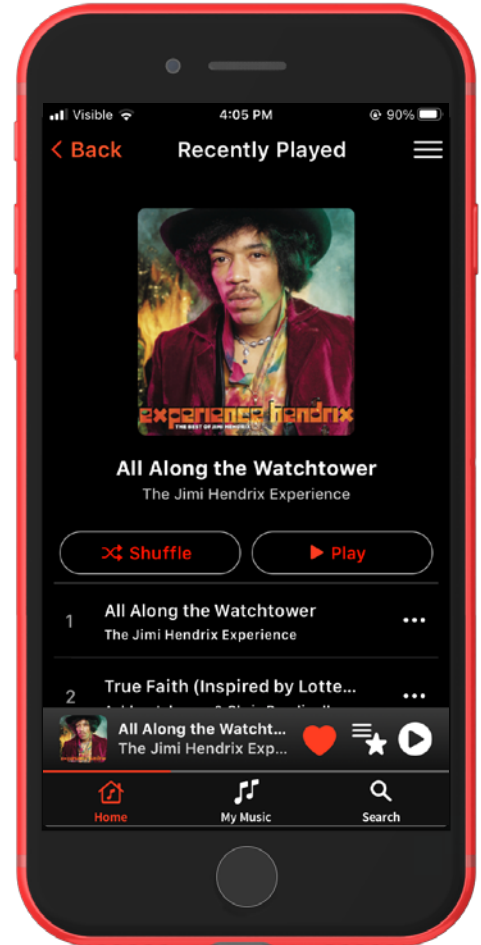 Visible
4:05 PM
90%
Back
Recently Played
experience hendrix
THE BEST OF JIMI HENDRIX
All Along the Watchtower
The Jimi Hendrix Experience
Shuffle
Play
1
All Along the Watchtower
The Jimi Hendrix Experience
2
True Faith (Inspired by Lotte...
All Along the Watcht...
The Jimi Hendrix Exp...
experience hendrix
Home
My Music
Search